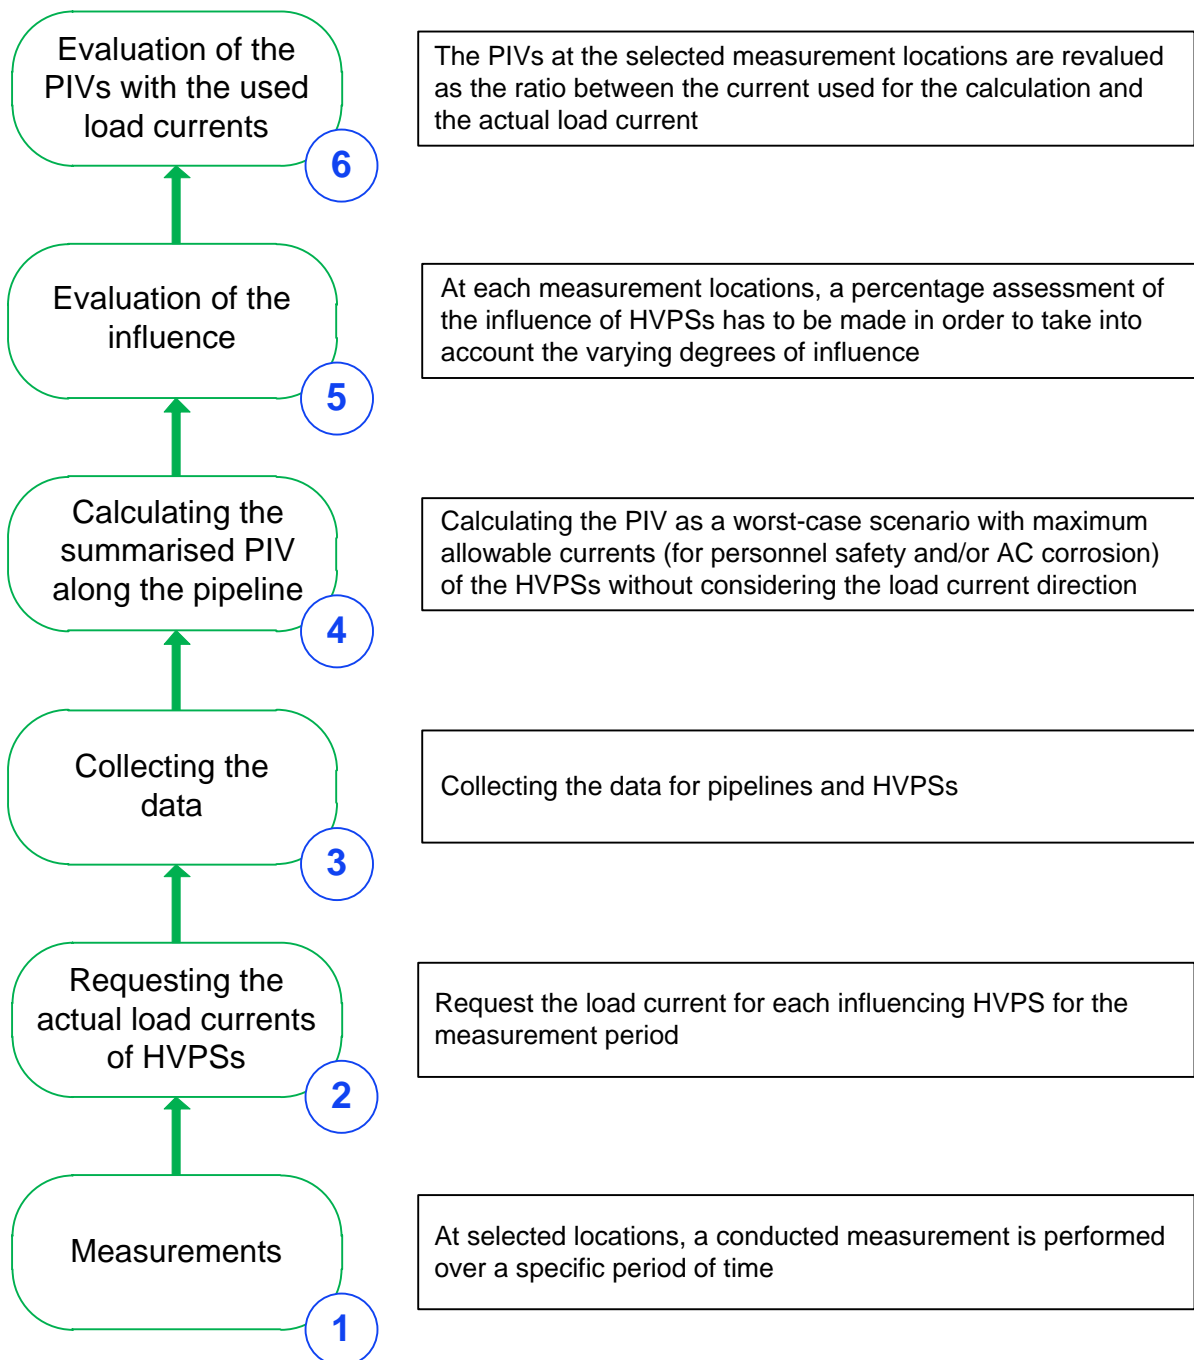 Evaluation of the
PIVs with the used
load currents
6
The PIVs at the selected measurement locations are revalued
as the ratio between the current used for the calculation and
the actual load current
Evaluation of the
influence
5
At each measurement locations, a percentage assessment of
the influence of HVPSs has to be made in order to take into
account the varying degrees of influence
Calculating the
summarised PIV
along the pipeline
4
Calculating the PIV as a worst-case scenario with maximum
allowable currents (for personnel safety and/or AC corrosion)
of the HVPSs without considering the load current direction
Collecting the
data
3
Collecting the data for pipelines and HVPSs
Requesting the
actual load currents
of HVPSs
2
Request the load current for each influencing HVPS for the
measurement period
Measurements
1
At selected locations, a conducted measurement is performed
over a specific period of time